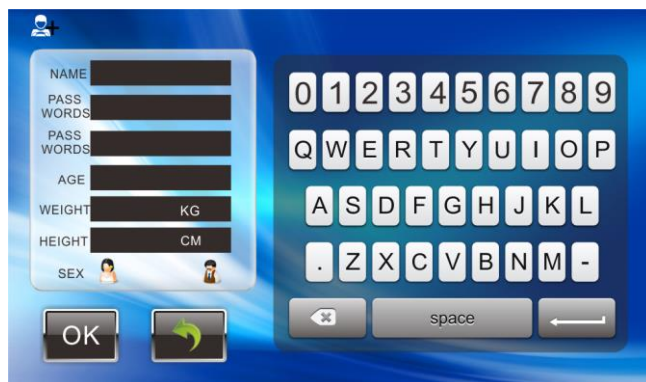 NAME
PASS
WORDS
PASS
WORDS
AGE
WEIGHT KG
HEIGHT CM
SEX
OK
0 1 2 3 4 5 6 7 8 9
Q W E R T Y U I O P
A S D F G H J K L
. Z X C V B N M -
space